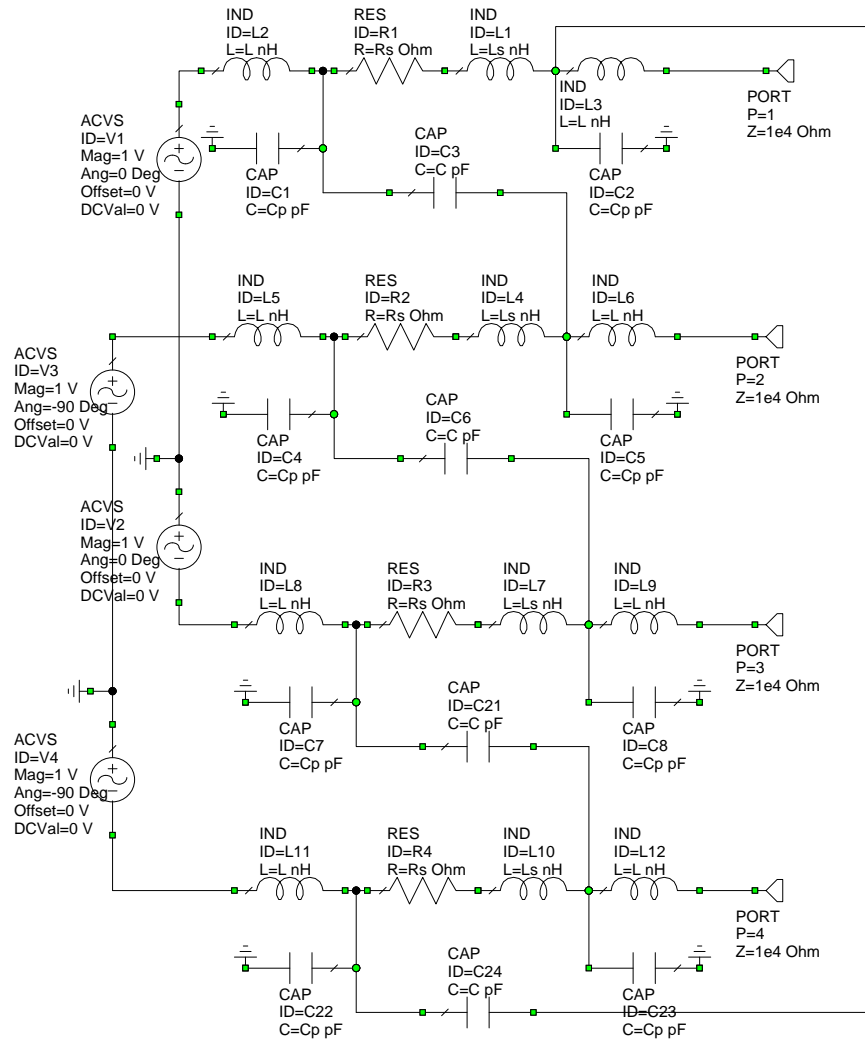 IND
ID=L2
L=L nH
RES
ID=R1
R=Rs Ohm
IND
ID=L1
L=Ls nH
IND
ID=L3
L=L nH
PORT
P=1
Z=1e4 Ohm
ACVS
ID=V1
Mag=1 V
Ang=0 Deg
Offset=0 V
DCVal=0 V
CAP
ID=C1
C=Cp pF
CAP
ID=C3
C=C pF
CAP
ID=C2
C=Cp pF
IND
ID=L5
L=L nH
RES
ID=R2
R=Rs Ohm
IND
ID=L4
L=Ls nH
IND
ID=L6
L=L nH
PORT
P=2
Z=1e4 Ohm
ACVS
ID=V3
Mag=1 V
Ang=-90 Deg
Offset=0 V
DCVal=0 V
CAP
ID=C4
C=Cp pF
CAP
ID=C6
C=C pF
CAP
ID=C5
C=Cp pF
ACVS
ID=V2
Mag=1 V
Ang=0 Deg
Offset=0 V
DCVal=0 V
IND
ID=L8
L=L nH
RES
ID=R3
R=Rs Ohm
IND
ID=L7
L=Ls nH
IND
ID=L9
L=L nH
PORT
P=3
Z=1e4 Ohm
CAP
ID=C7
C=Cp pF
CAP
ID=C21
C=C pF
CAP
ID=C8
C=Cp pF
ACVS
ID=V4
Mag=1 V
Ang=-90 Deg
Offset=0 V
DCVal=0 V
IND
ID=L11
L=L nH
RES
ID=R4
R=Rs Ohm
IND
ID=L10
L=Ls nH
IND
ID=L12
L=L nH
PORT
P=4
Z=1e4 Ohm
CAP
ID=C22
C=Cp pF
CAP
ID=C24
C=C pF
CAP
ID=C23
C=Cp pF